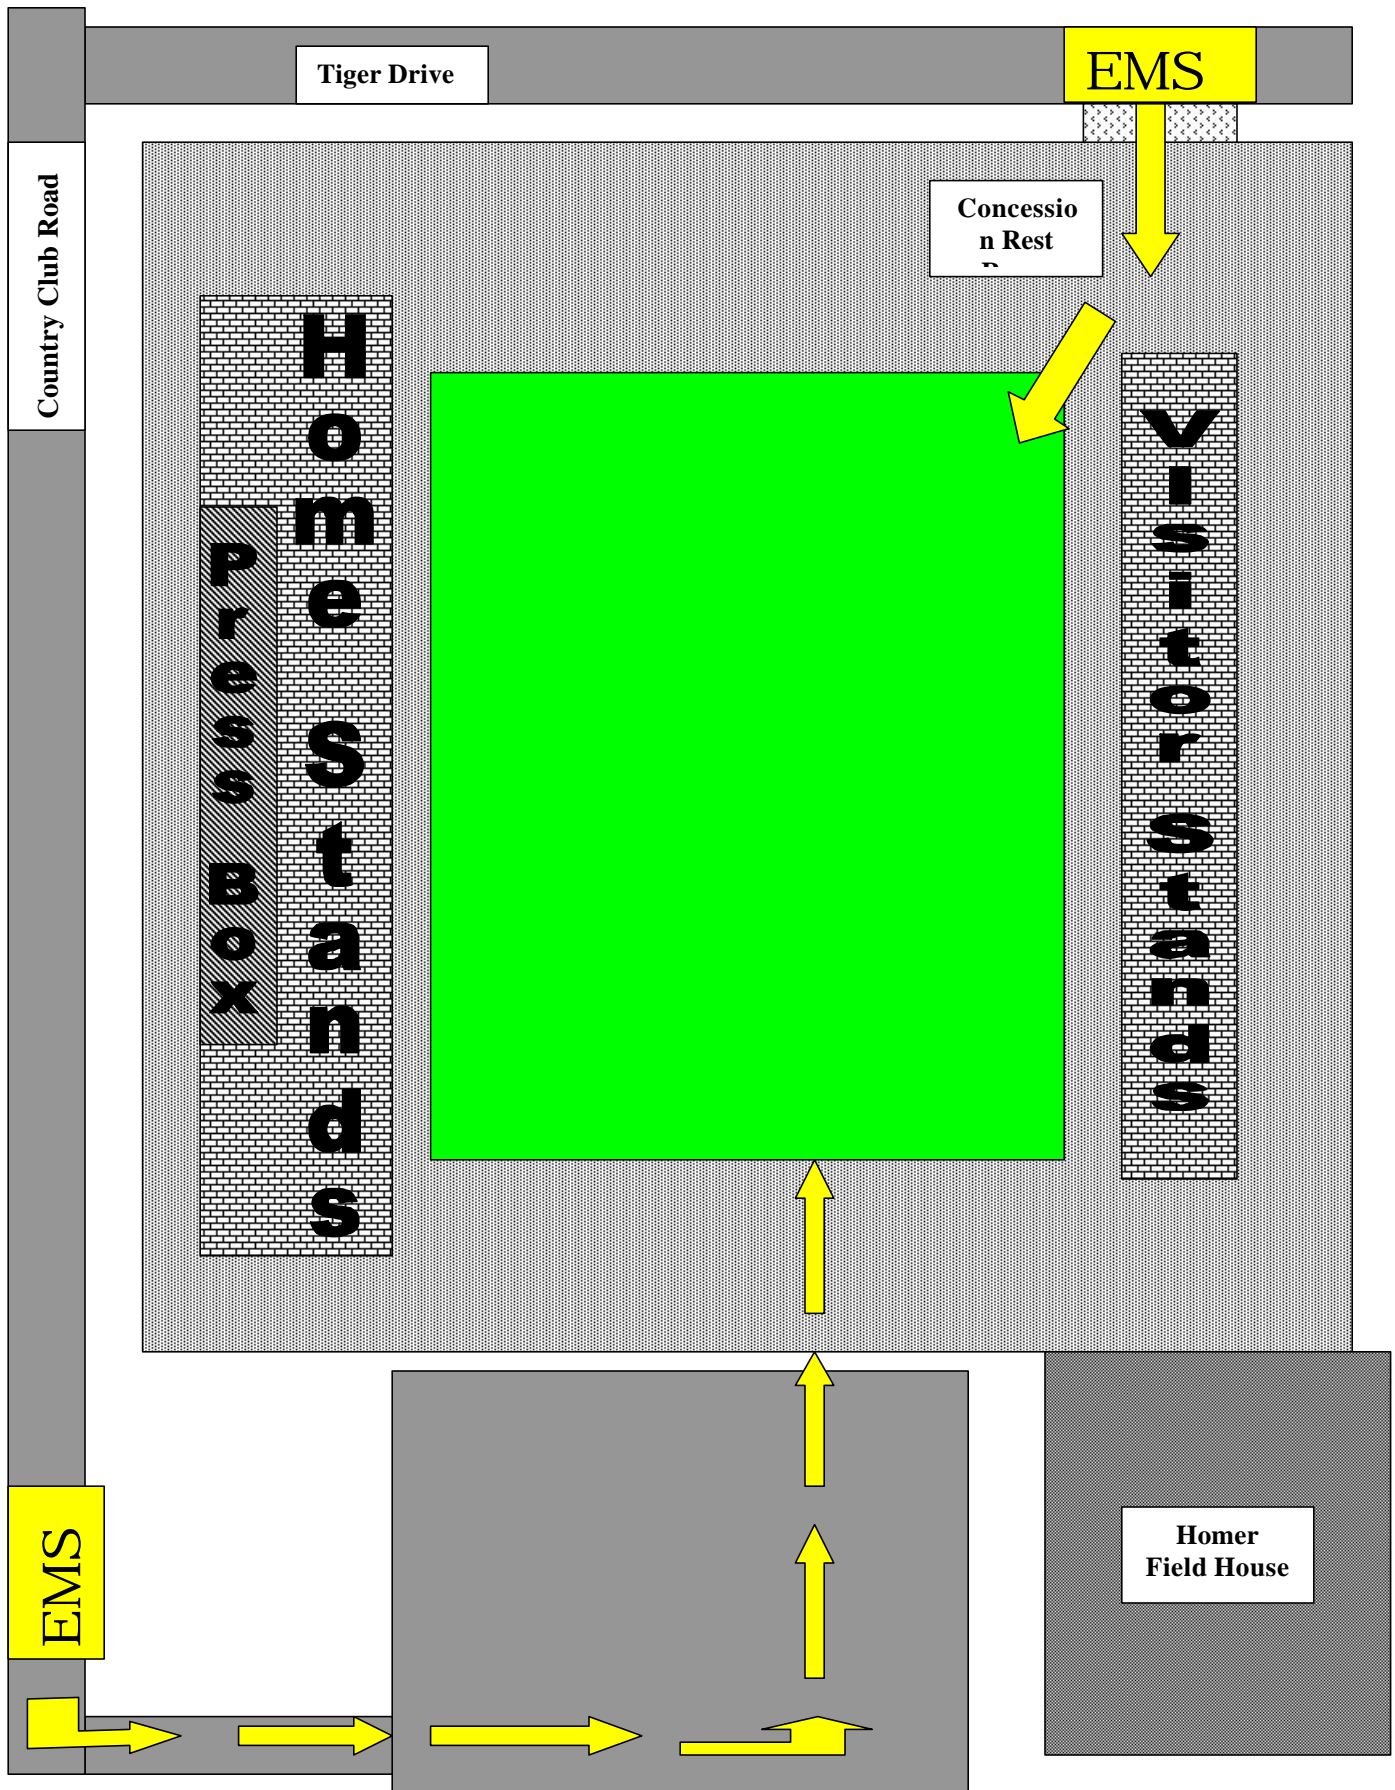 Tiger Drive
EMS
Country Club Road
Concessio
n Rest
Home Stands
Press Box
Visitor Stands
EMS
Homer
Field House